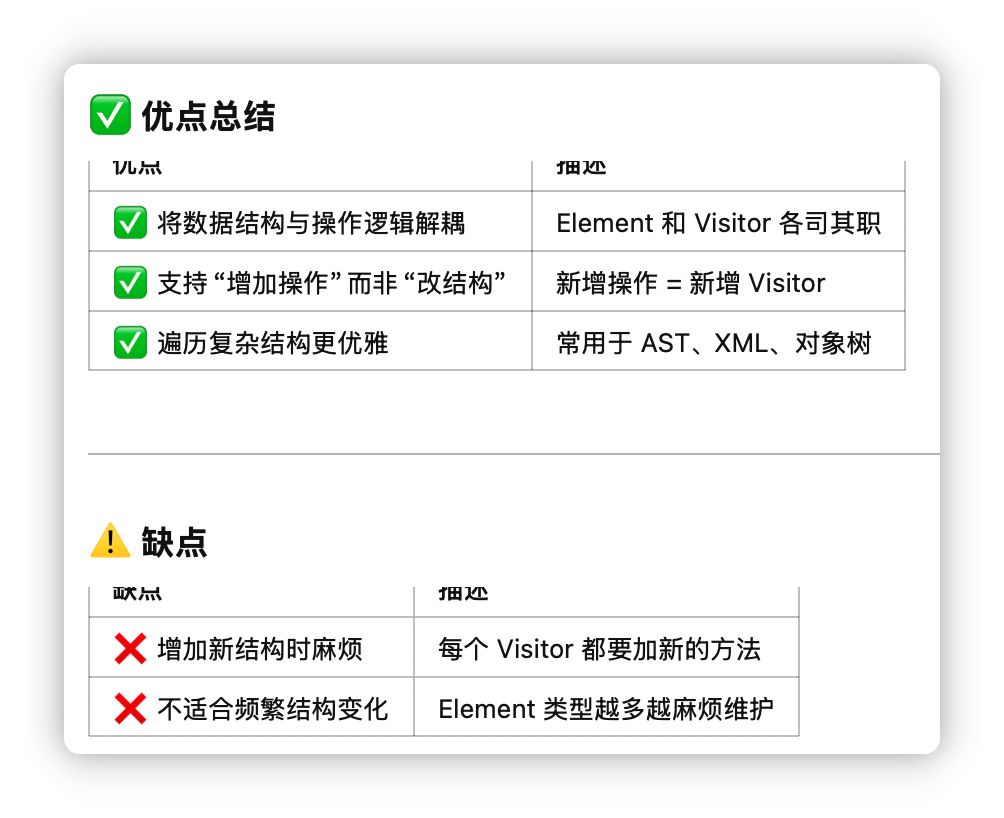 ✅ 优点总结
优点 描述
✅ 将数据结构与操作逻辑解耦 Element 和 Visitor 各司其职
✅ 支持 “增加操作” 而非 “改结构” 新增操作 = 新增 Visitor
✅ 遍历复杂结构更优雅 常用于 AST、XML、对象树
⚠️ 缺点
缺点 描述
❌ 增加新结构时麻烦 每个 Visitor 都要加新的方法
❌ 不适合频繁结构变化 Element 类型越多越麻烦维护